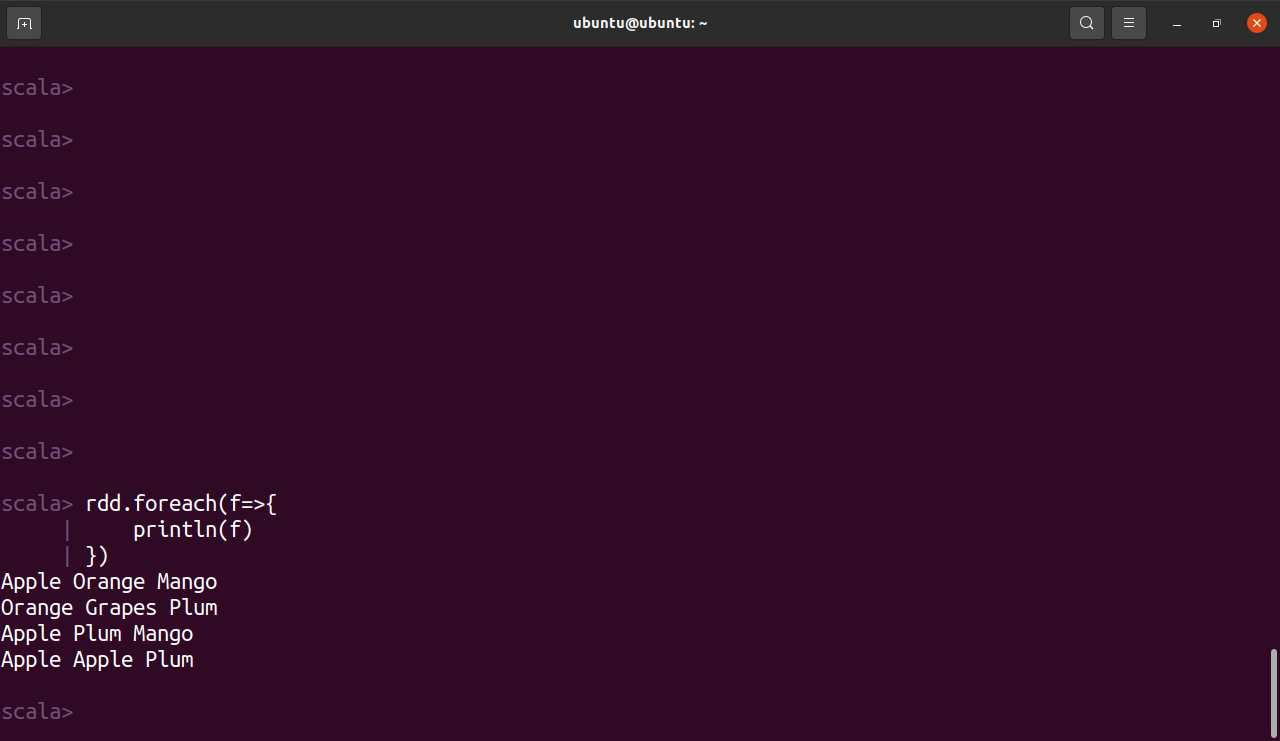 ubuntu@ubuntu: ~
scala>
scala>
scala>
scala>
scala>
scala>
scala>
scala>
scala> rdd.foreach(f=>{
     |     println(f)
     | })
Apple Orange Mango
Orange Grapes Plum
Apple Plum Mango
Apple Apple Plum
scala>